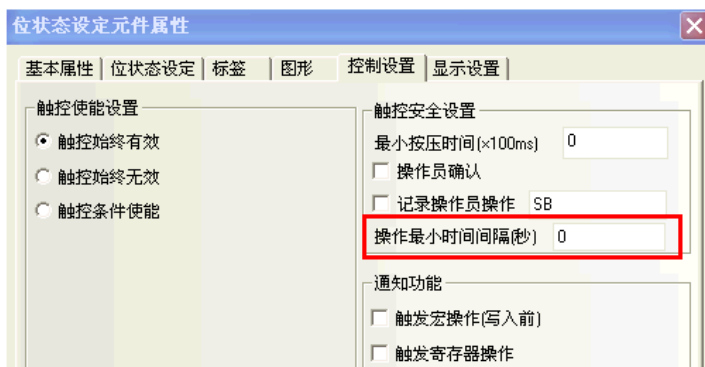 位状态设定元件属性
基本属性 位状态设定 标签 图形 控制设置 显示设置
触控使能设置
触控始终有效
触控始终无效
触控条件使能
触控安全设置
最小按压时间(×100ms) 0
操作员确认
记录操作员操作 SB
操作最小时间间隔(秒) 0
通知功能
触发宏操作(写入前)
触发寄存器操作